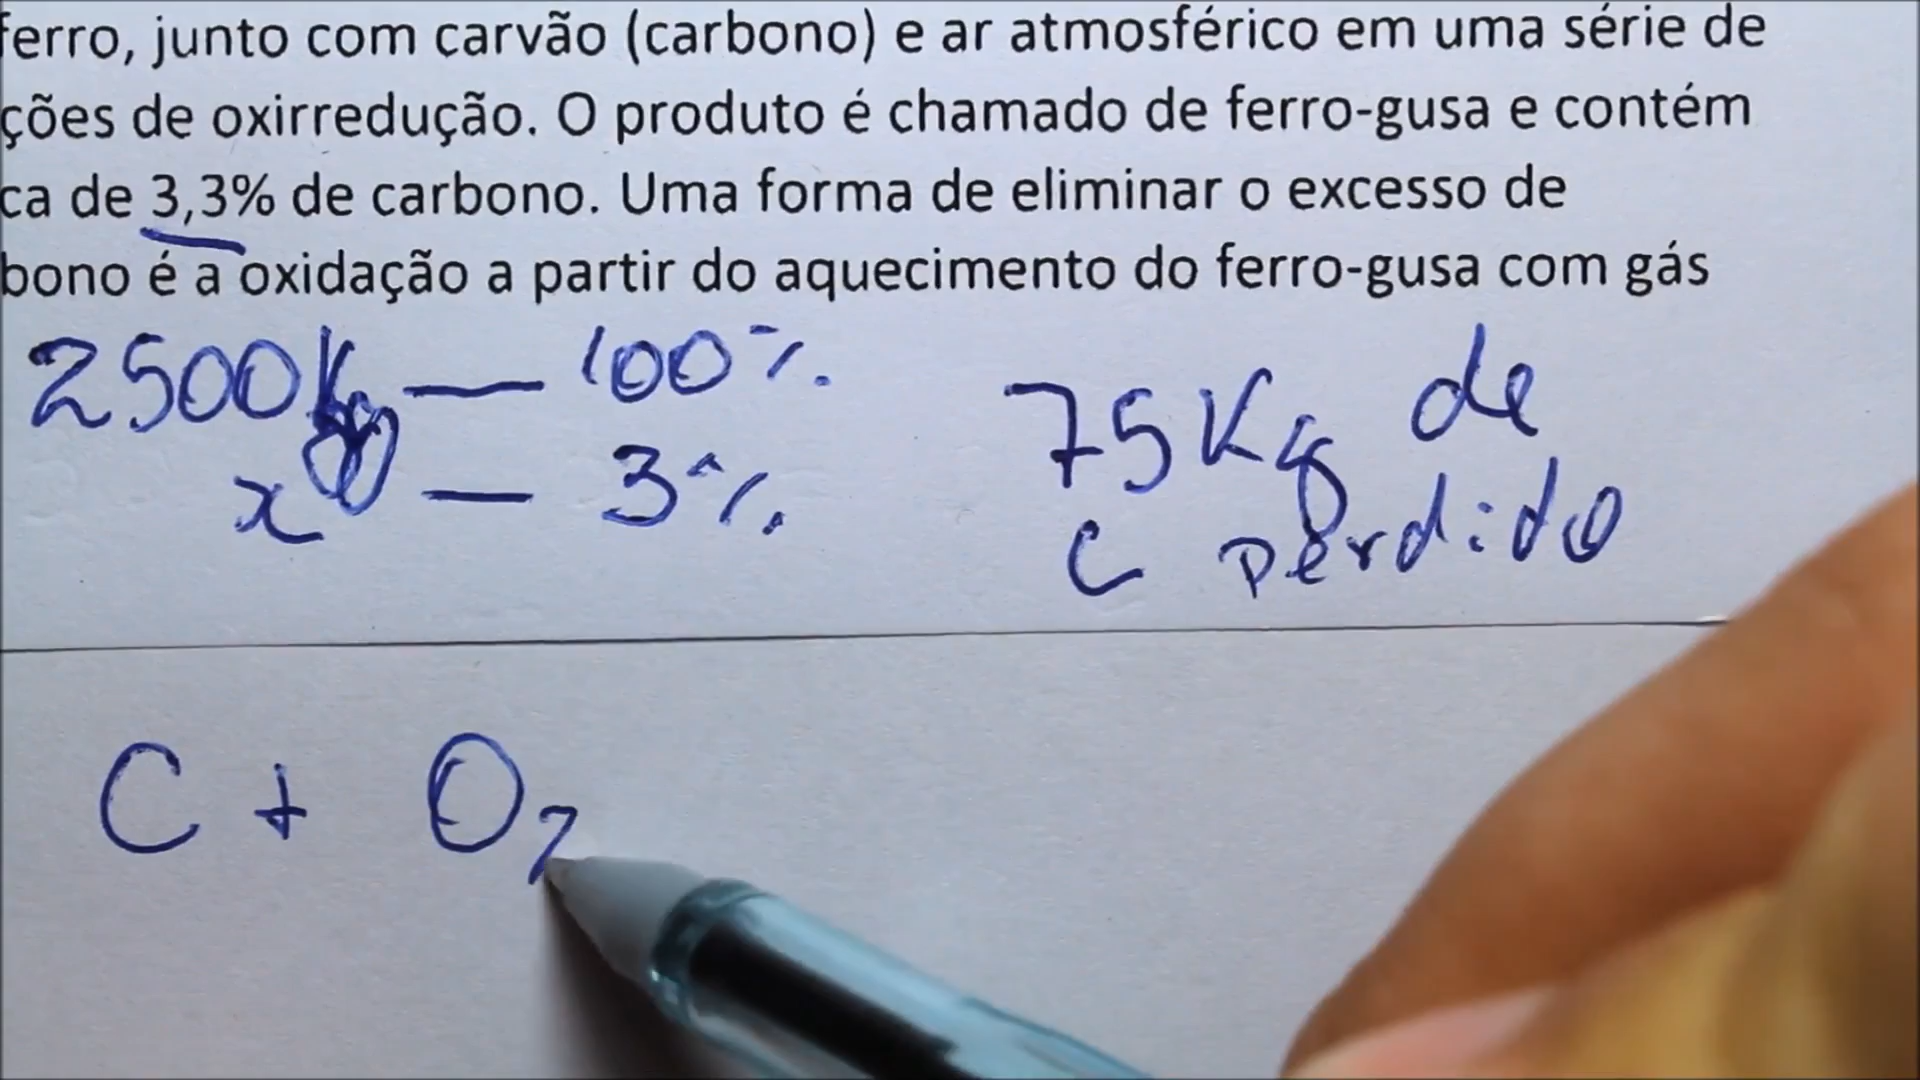 ferro, junto com carvão (carbono) e ar atmosférico em uma série de
ções de oxirredução. O produto é chamado de ferro-gusa e contém
ca de 3,3% de carbono. Uma forma de eliminar o excesso de
bono é a oxidação a partir do aquecimento do ferro-gusa com gás
2500Kg — 100%
x — 3%
75Kg de
C perdido
C + O₂